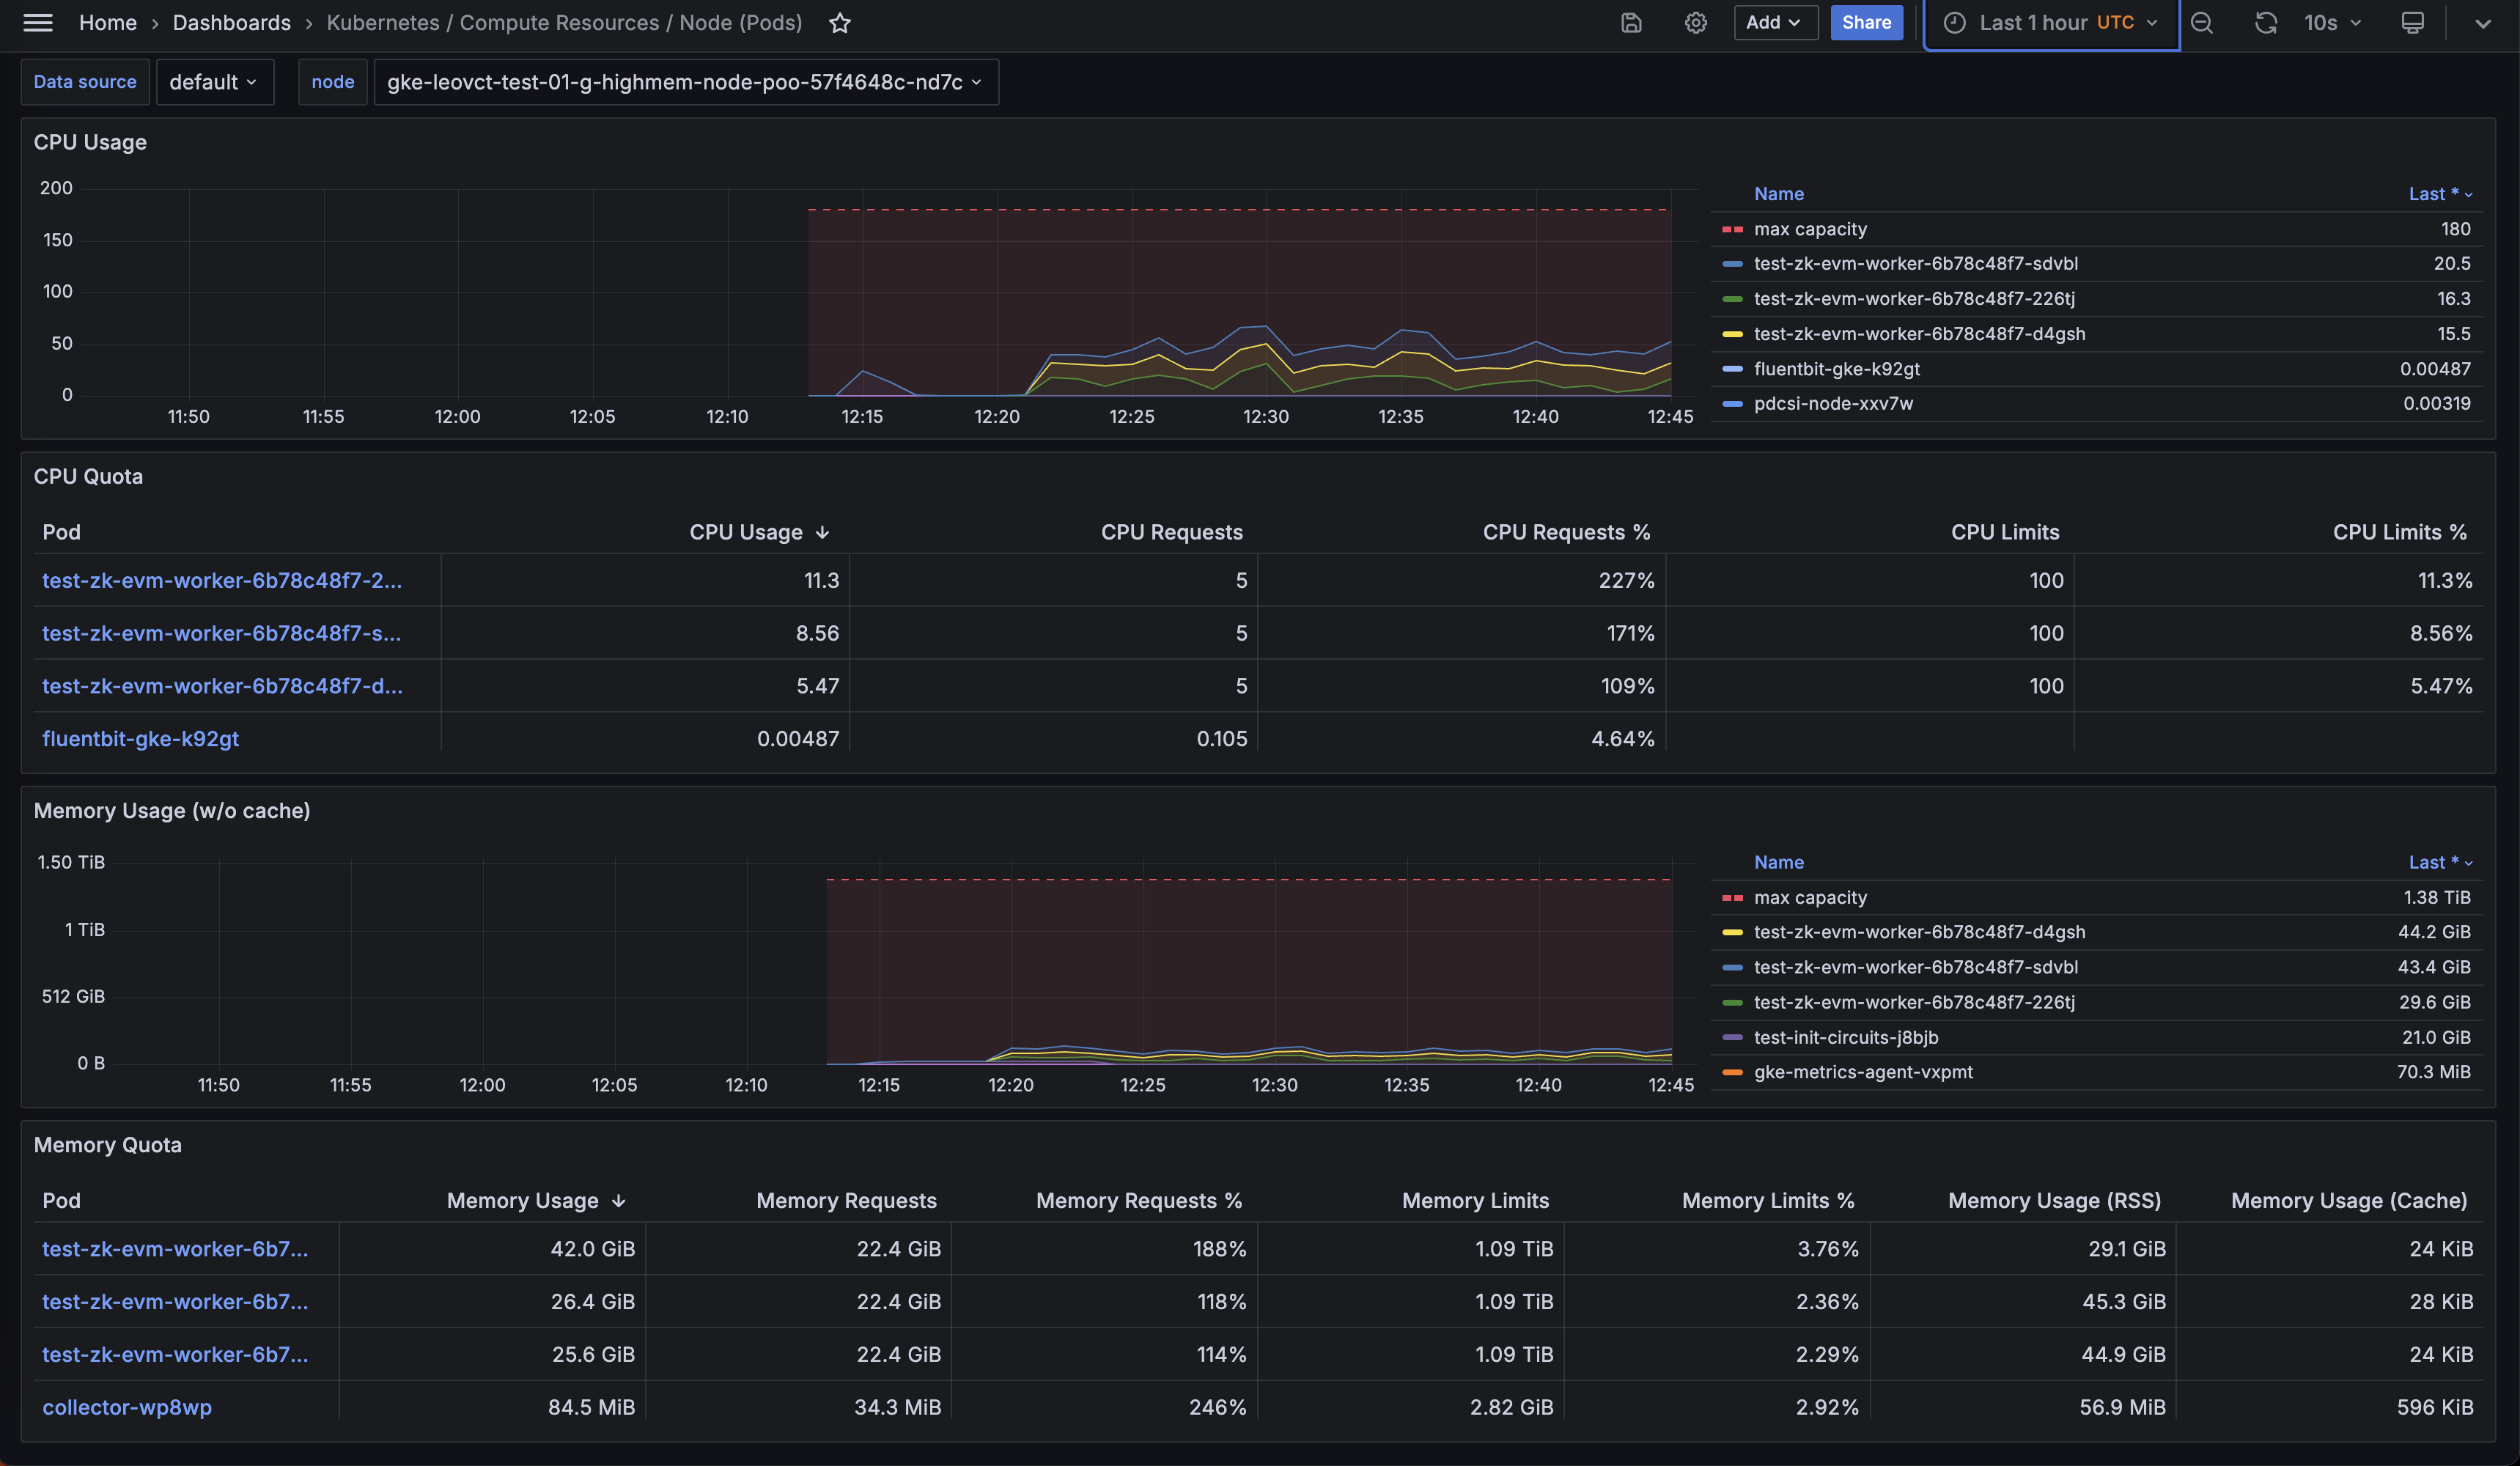 Home › Dashboards › Kubernetes / Compute Resources / Node (Pods) Add Share Last 1 hour UTC 10s
Data source default node gke-leovct-test-01-g-highmem-node-poo-57f4648c-nd7c
CPU Usage
200
150
100
50
0
11:50 11:55 12:00 12:05 12:10 12:15 12:20 12:25 12:30 12:35 12:40 12:45
Name Last *
max capacity 180
test-zk-evm-worker-6b78c48f7-sdvbl 20.5
test-zk-evm-worker-6b78c48f7-226tj 16.3
test-zk-evm-worker-6b78c48f7-d4gsh 15.5
fluentbit-gke-k92gt 0.00487
pdcsi-node-xxv7w 0.00319
CPU Quota
Pod CPU Usage CPU Requests CPU Requests % CPU Limits CPU Limits %
test-zk-evm-worker-6b78c48f7-2... 11.3 5 227% 100 11.3%
test-zk-evm-worker-6b78c48f7-s... 8.56 5 171% 100 8.56%
test-zk-evm-worker-6b78c48f7-d... 5.47 5 109% 100 5.47%
fluentbit-gke-k92gt 0.00487 0.105 4.64%
Memory Usage (w/o cache)
1.50 TiB
1 TiB
512 GiB
0 B
11:50 11:55 12:00 12:05 12:10 12:15 12:20 12:25 12:30 12:35 12:40 12:45
Name Last *
max capacity 1.38 TiB
test-zk-evm-worker-6b78c48f7-d4gsh 44.2 GiB
test-zk-evm-worker-6b78c48f7-sdvbl 43.4 GiB
test-zk-evm-worker-6b78c48f7-226tj 29.6 GiB
test-init-circuits-j8bjb 21.0 GiB
gke-metrics-agent-vxpmt 70.3 MiB
Memory Quota
Pod Memory Usage Memory Requests Memory Requests % Memory Limits Memory Limits % Memory Usage (RSS) Memory Usage (Cache)
test-zk-evm-worker-6b7... 42.0 GiB 22.4 GiB 188% 1.09 TiB 3.76% 29.1 GiB 24 KiB
test-zk-evm-worker-6b7... 26.4 GiB 22.4 GiB 118% 1.09 TiB 2.36% 45.3 GiB 28 KiB
test-zk-evm-worker-6b7... 25.6 GiB 22.4 GiB 114% 1.09 TiB 2.29% 44.9 GiB 24 KiB
collector-wp8wp 84.5 MiB 34.3 MiB 246% 2.82 GiB 2.92% 56.9 MiB 596 KiB